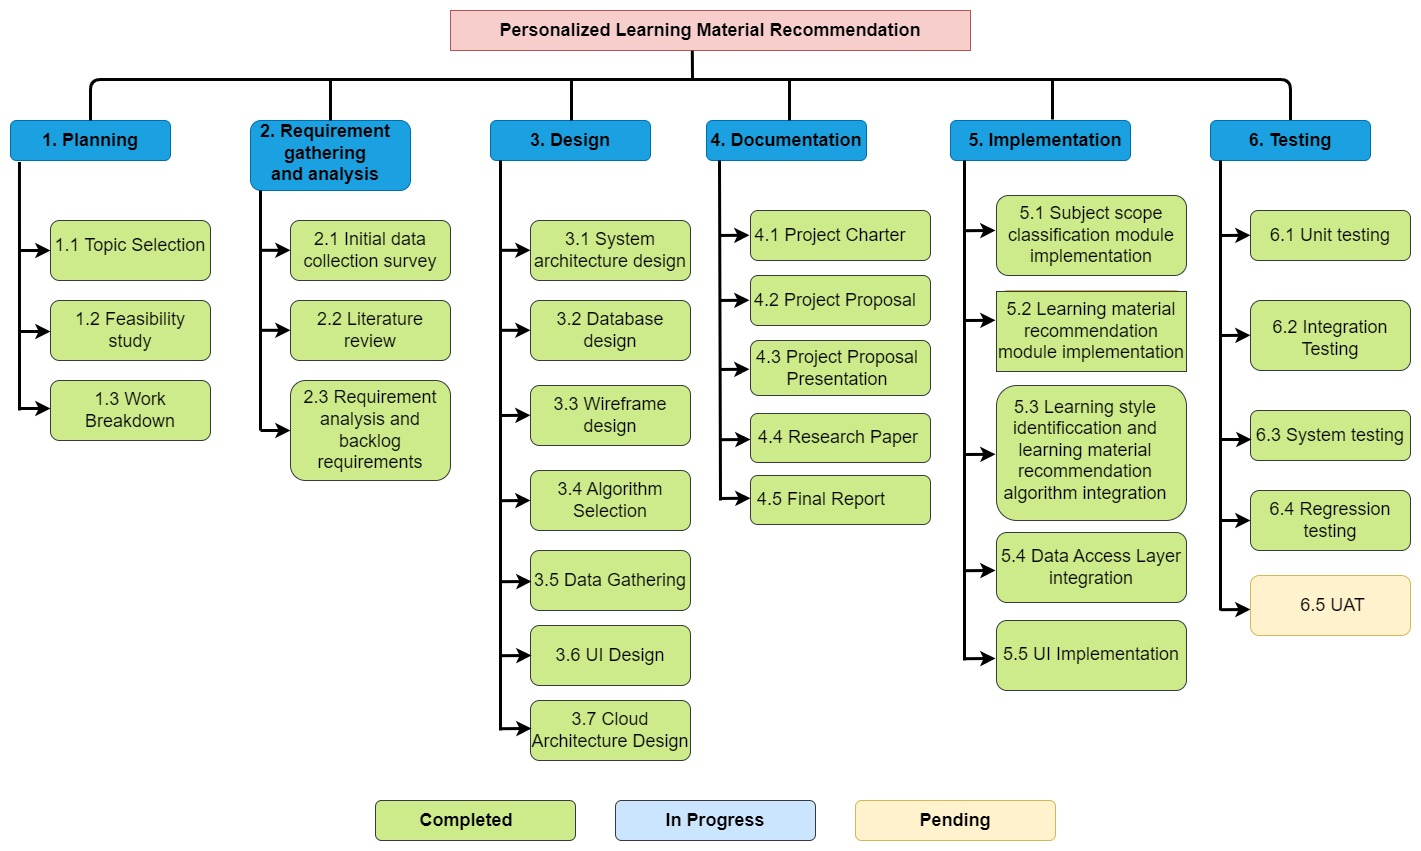 Personalized Learning Material Recommendation
1. Planning
1.1 Topic Selection
1.2 Feasibility
study
1.3 Work
Breakdown
2. Requirement
gathering
and analysis
2.1 Initial data
collection survey
2.2 Literature
review
2.3 Requirement
analysis and
backlog
requirements
3. Design
3.1 System
architecture design
3.2 Database
design
3.3 Wireframe
design
3.4 Algorithm
Selection
3.5 Data Gathering
3.6 UI Design
3.7 Cloud
Architecture Design
4. Documentation
4.1 Project Charter
4.2 Project Proposal
4.3 Project Proposal
Presentation
4.4 Research Paper
4.5 Final Report
5. Implementation
5.1 Subject scope
classification module
implementation
5.2 Learning material
recommendation
module implementation
5.3 Learning style
identificcation and
learning material
recommendation
algorithm integration
5.4 Data Access Layer
integration
5.5 UI Implementation
6. Testing
6.1 Unit testing
6.2 Integration
Testing
6.3 System testing
6.4 Regression
testing
6.5 UAT
Completed
In Progress
Pending